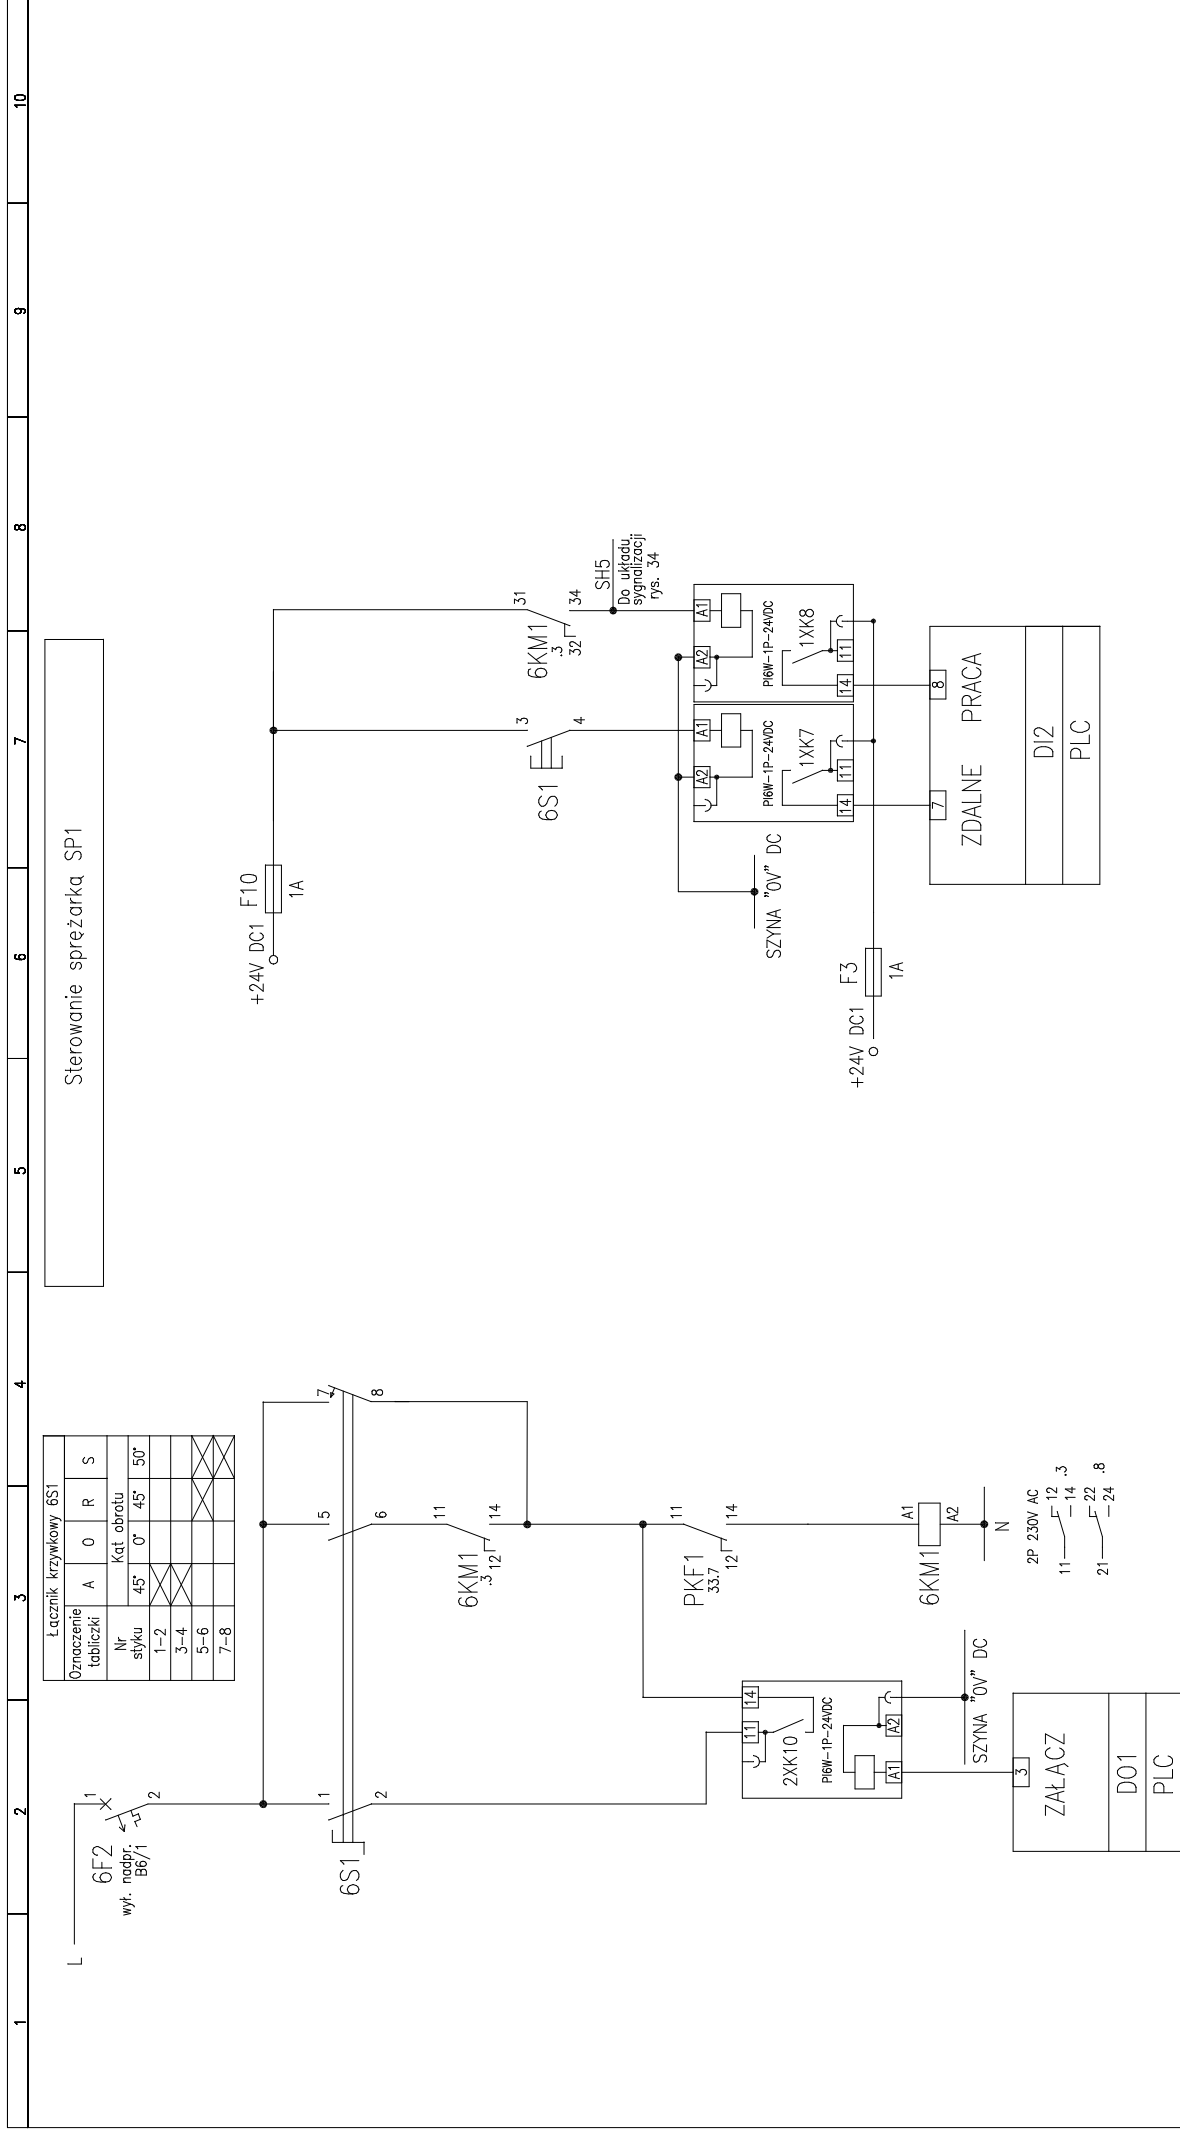 1 2 3 4 5 6 7 8 9 10
Sterowanie sprężarką SP1
Łącznik krzywkowy 6S1
Oznaczenie
tabliczki
A O R S
Nr
styku
Kąt obrotu
45° 0° 45° 50°
1-2
3-4
5-6
7-8
L
6F2
wył. nadpr.
B6/1
1
2
6S1
1
2
5
6
7
8
6KM1
.3
11
14
12
PKF1
33.7
11
14
12
6KM1
A1
A2
N
2P 230V AC
11 12 .3
14
21 22 .8
24
11
14
2XK10
PI6W-1P-24VDC
A1
A2
SZYNA "0V" DC
3
ZAŁĄCZ
DO1
PLC
+24V DC1
F10
1A
6S1
3
4
6KM1
.3
31
34
32
SH5
Do układu
sygnalizacji
rys. 34
A2
A1
PI6W-1P-24VDC
1XK7
14
11
A2
A1
PI6W-1P-24VDC
1XK8
14
11
SZYNA "0V" DC
+24V DC1
F3
1A
7
8
ZDALNE PRACA
DI2
PLC